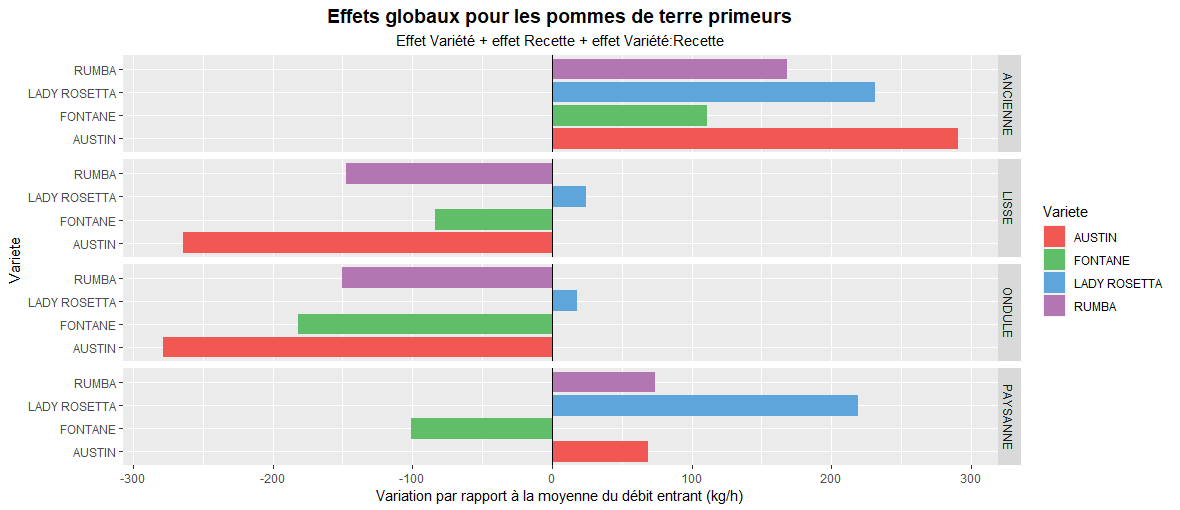 Effets globaux pour les pommes de terre primeurs
Effet Variété + effet Recette + effet Variété:Recette
Variete
RUMBA
LADY ROSETTA
FONTANE
AUSTIN
ANCIENNE
RUMBA
LADY ROSETTA
FONTANE
AUSTIN
LISSE
RUMBA
LADY ROSETTA
FONTANE
AUSTIN
ONDULE
RUMBA
LADY ROSETTA
FONTANE
AUSTIN
PAYSANNE
-300 -200 -100 0 100 200 300
Variation par rapport à la moyenne du débit entrant (kg/h)
Variete
AUSTIN
FONTANE
LADY ROSETTA
RUMBA